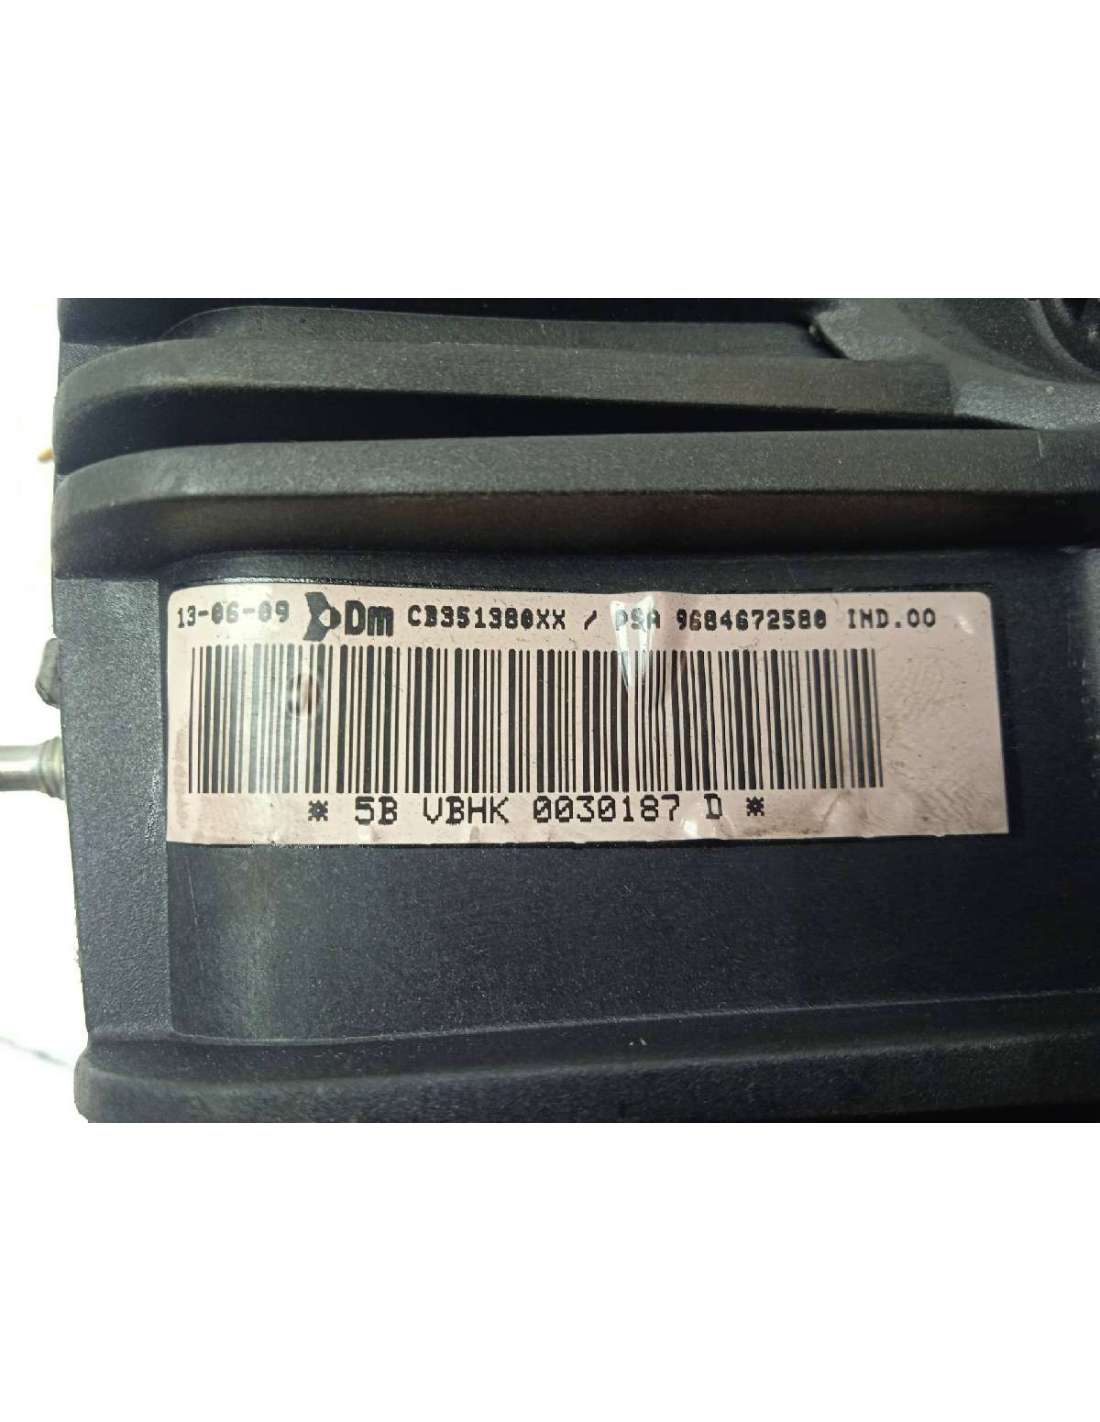 13-06-09 Dm CB351380XX / PSA 9684672580 IND.00
* 5B VBHK 0030187 D *